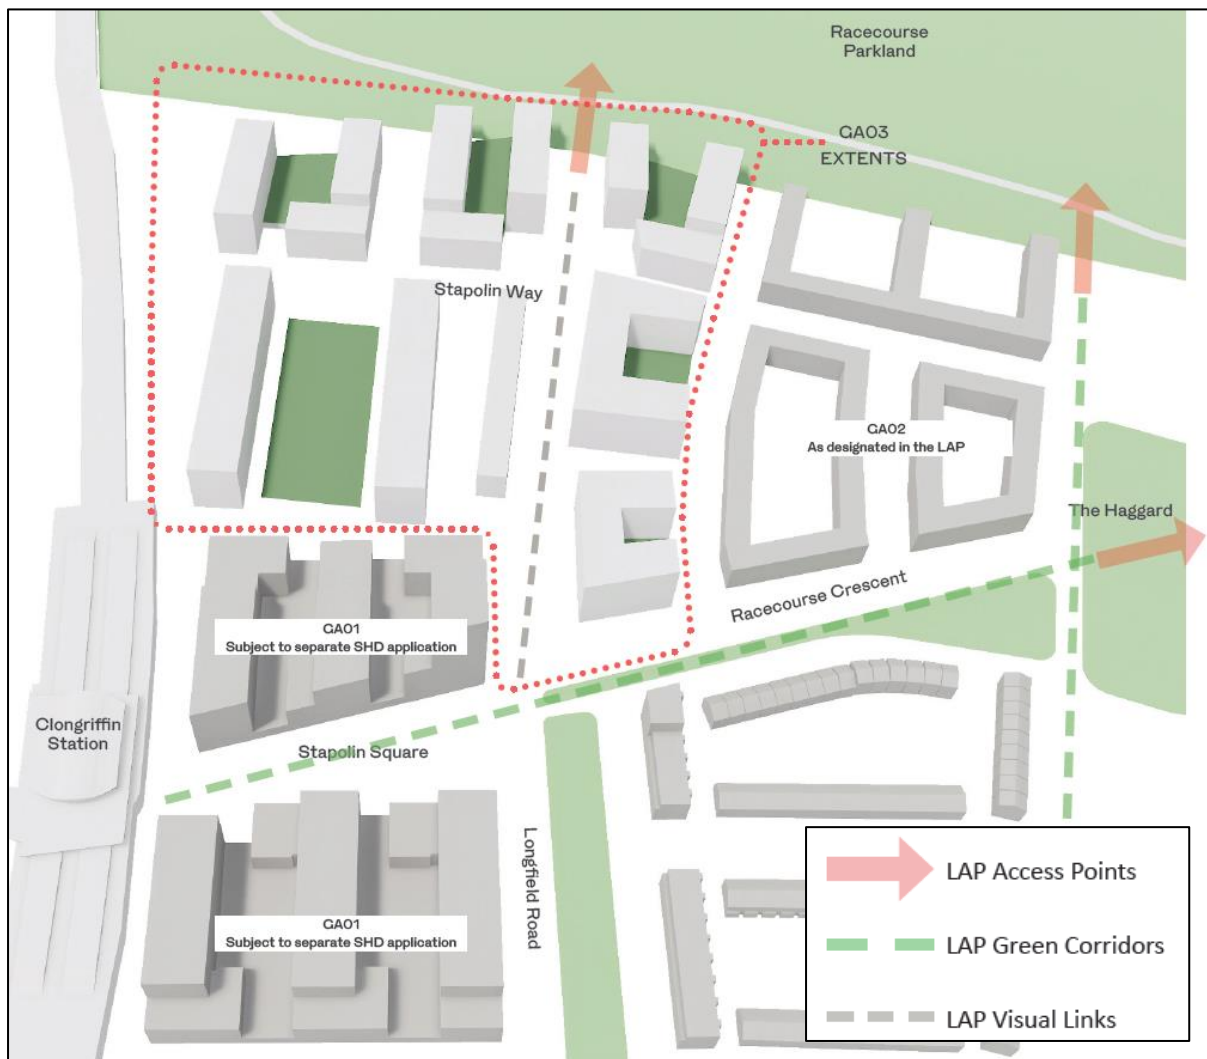 Racecourse
Parkland
GA03
EXTENTS
Stapolin Way
GA02
As designated in the LAP
The Haggard
Racecourse Crescent
GA01
Subject to separate SHD application
Clongriffin
Station
Stapolin Square
Longfield Road
GA01
Subject to separate SHD application
LAP Access Points
LAP Green Corridors
LAP Visual Links